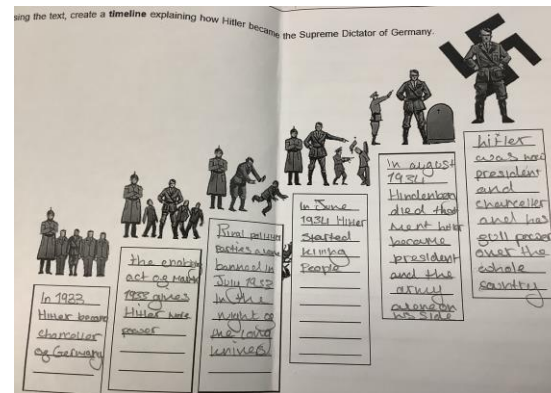 sing the text, create a timeline explaining how Hitler became the Supreme Dictator of Germany.
In 1933
Hitler became
chancellor
of Germany
the enabling
act of March
1933 gives
Hitler more
power
Rival political
parties were
banned in
July 1933
in the
night of
the long
knives
In June
1934 Hitler
Started
killing
People
In august
1934
Hindenburg
died that
ment hitler
became
president
and the
army
were on
his side
hitler
was now
president
and
chancellor
and has
full power
over the
whole
country